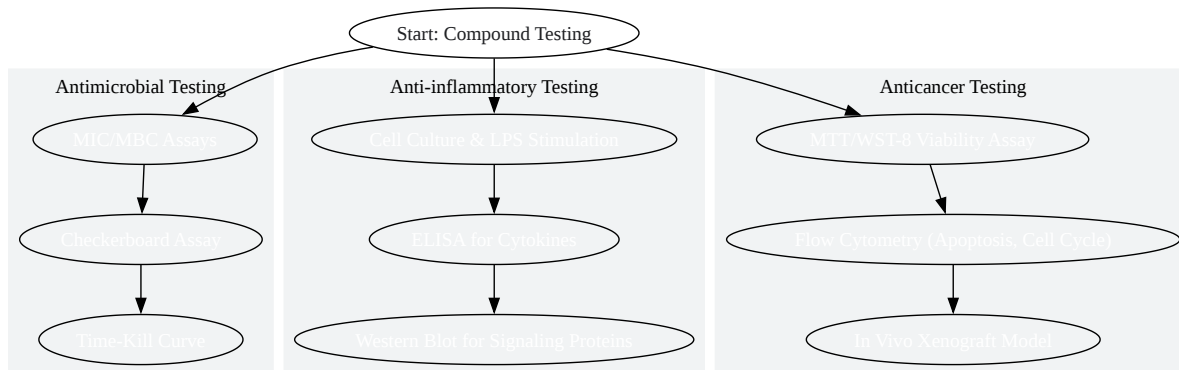 Start: Compound Testing
Antimicrobial Testing
Anti-inflammatory Testing
Anticancer Testing
MIC/MBC Assays
Cell Culture & LPS Stimulation
MTT/WST-8 Viability Assay
Checkerboard Assay
ELISA for Cytokines
Flow Cytometry (Apoptosis, Cell Cycle)
Time-Kill Curve
Western Blot for Signaling Proteins
In Vivo Xenograft Model